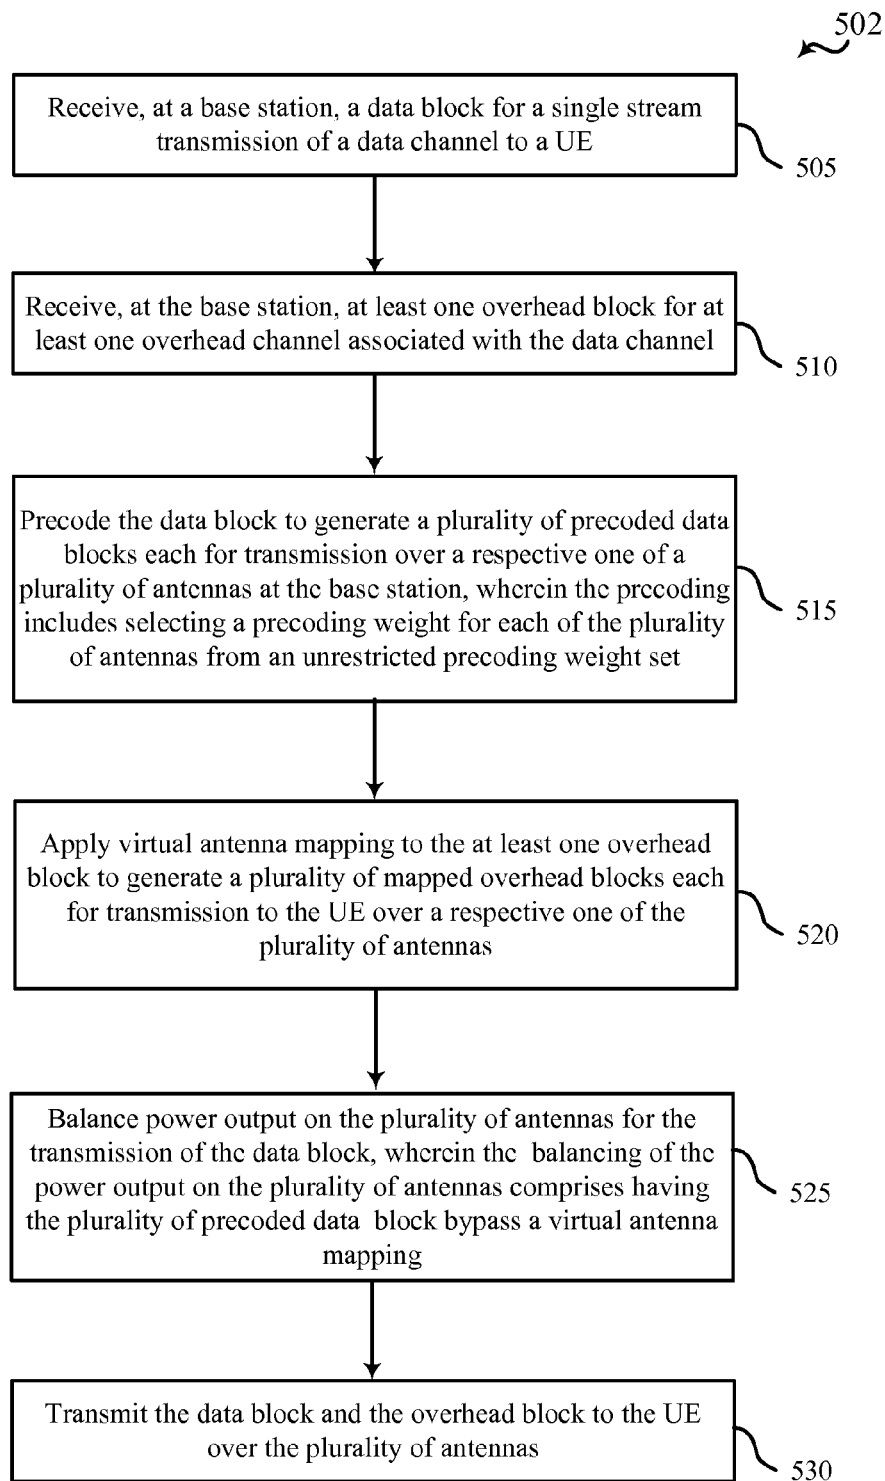 502
Receive, at a base station, a data block for a single stream
transmission of a data channel to a UE
505
Receive, at the base station, at least one overhead block for at
least one overhead channel associated with the data channel
510
Precode the data block to generate a plurality of precoded data
blocks each for transmission over a respective one of a
plurality of antennas at the base station, wherein the precoding
includes selecting a precoding weight for each of the plurality
of antennas from an unrestricted precoding weight set
515
Apply virtual antenna mapping to the at least one overhead
block to generate a plurality of mapped overhead blocks each
for transmission to the UE over a respective one of the
plurality of antennas
520
Balance power output on the plurality of antennas for the
transmission of the data block, wherein the balancing of the
power output on the plurality of antennas comprises having
the plurality of precoded data block bypass a virtual antenna
mapping
525
Transmit the data block and the overhead block to the UE
over the plurality of antennas
530